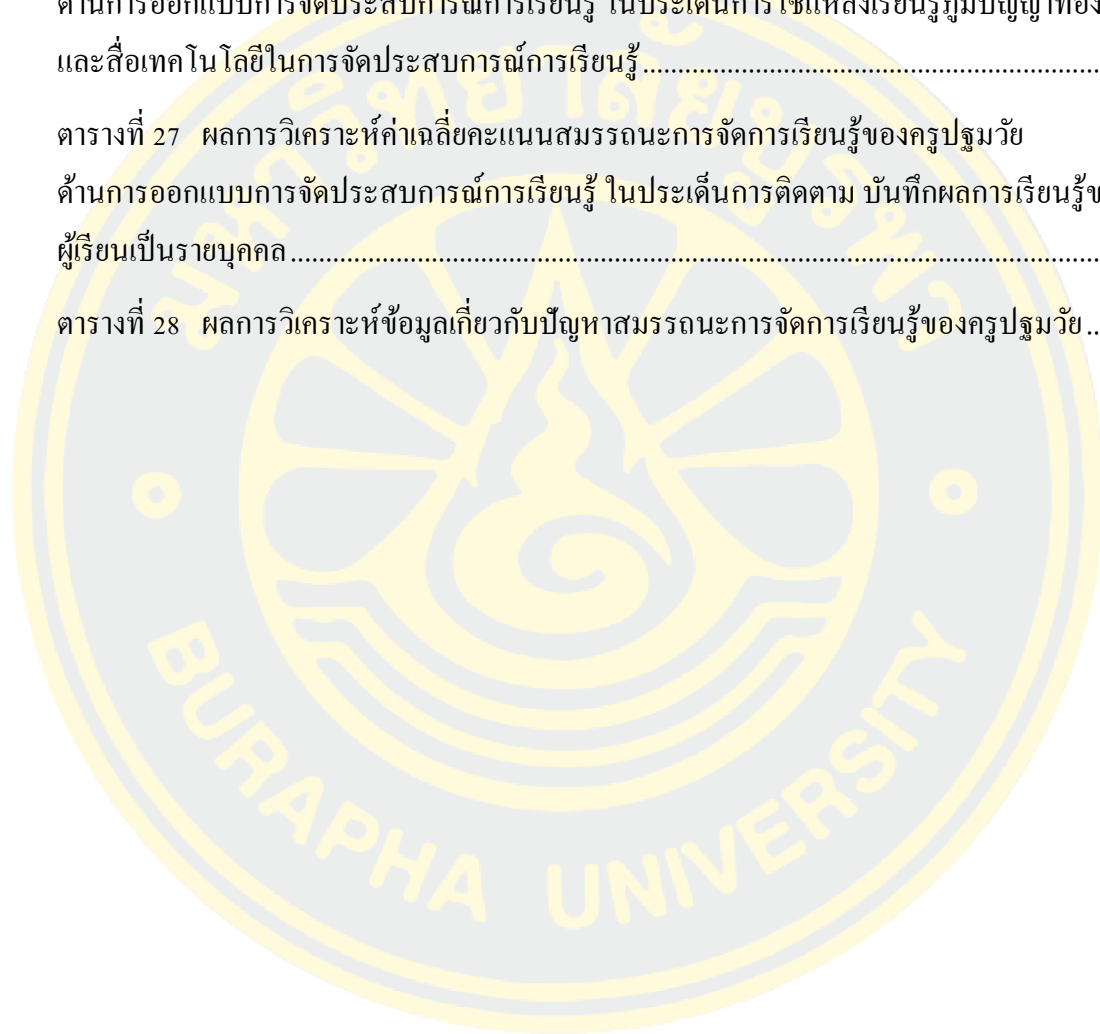 ด้านการออกแบบการจัดประสบการณ์การเรียนรู้ ในประเด็นการใช้แหล่งเรียนรู้ภูมิปัญญาท้อง
และสื่อเทคโนโลยีในการจัดประสบการณ์การเรียนรู้
ตารางที่ 27 ผลการวิเคราะห์ค่าเฉลี่ยคะแนนสมรรถนะการจัดการเรียนรู้ของครูปฐมวัย
ด้านการออกแบบการจัดประสบการณ์การเรียนรู้ ในประเด็นการติดตาม บันทึกผลการเรียนรู้ข
ผู้เรียนเป็นรายบุคคล
ตารางที่ 28 ผลการวิเคราะห์ข้อมูลเกี่ยวกับปัญหาสมรรถนะการจัดการเรียนรู้ของครูปฐมวัย
มหาวิทยาลัยบูรพา
BURAPHA UNIVERSITY